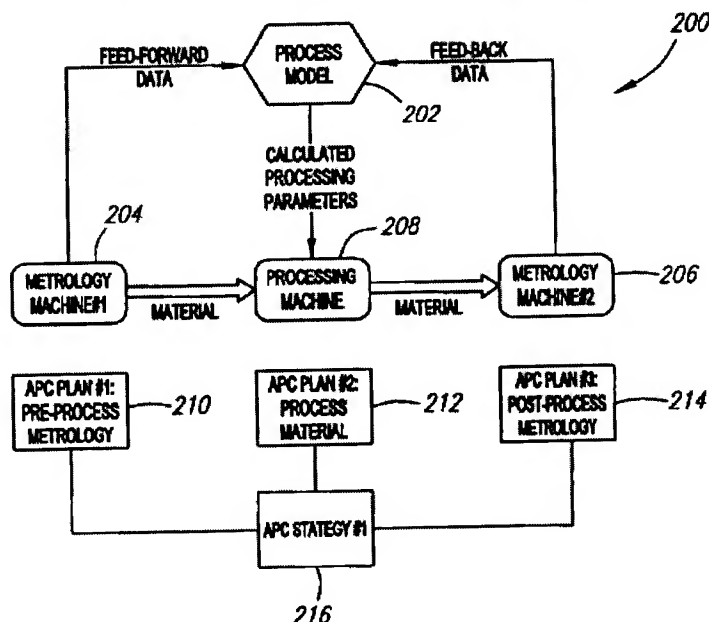 200
FEED-FORWARD
DATA
PROCESS
MODEL
FEED-BACK
DATA
202
CALCULATED
PROCESSING
PARAMETERS
204
208
METROLOGY
MACHINE#1
MATERIAL
PROCESSING
MACHINE
MATERIAL
METROLOGY
MACHINE#2
206
APC PLAN #1:
PRE-PROCESS
METROLOGY
210
APC PLAN #2:
PROCESS
MATERIAL
212
APC PLAN #3:
POST-PROCESS
METROLOGY
214
APC STATEGY #1
216